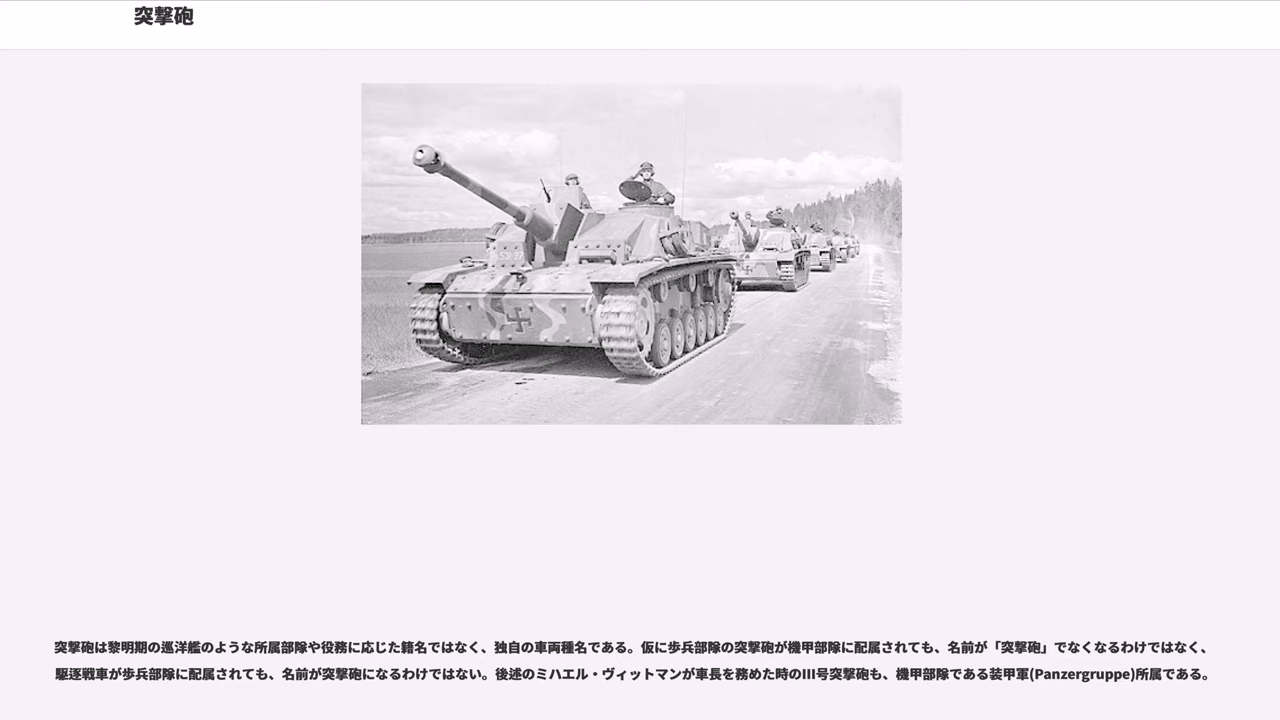 突撃砲
突撃砲は黎明期の巡洋艦のような所属部隊や役務に応じた籍名ではなく、独自の車両種名である。仮に歩兵部隊の突撃砲が機甲部隊に配属されても、名前が「突撃砲」でなくなるわけではなく、
駆逐戦車が歩兵部隊に配属されても、名前が突撃砲になるわけではない。後述のミハエル・ヴィットマンが車長を務めた時のIII号突撃砲も、機甲部隊である装甲軍(Panzergruppe)所属である。